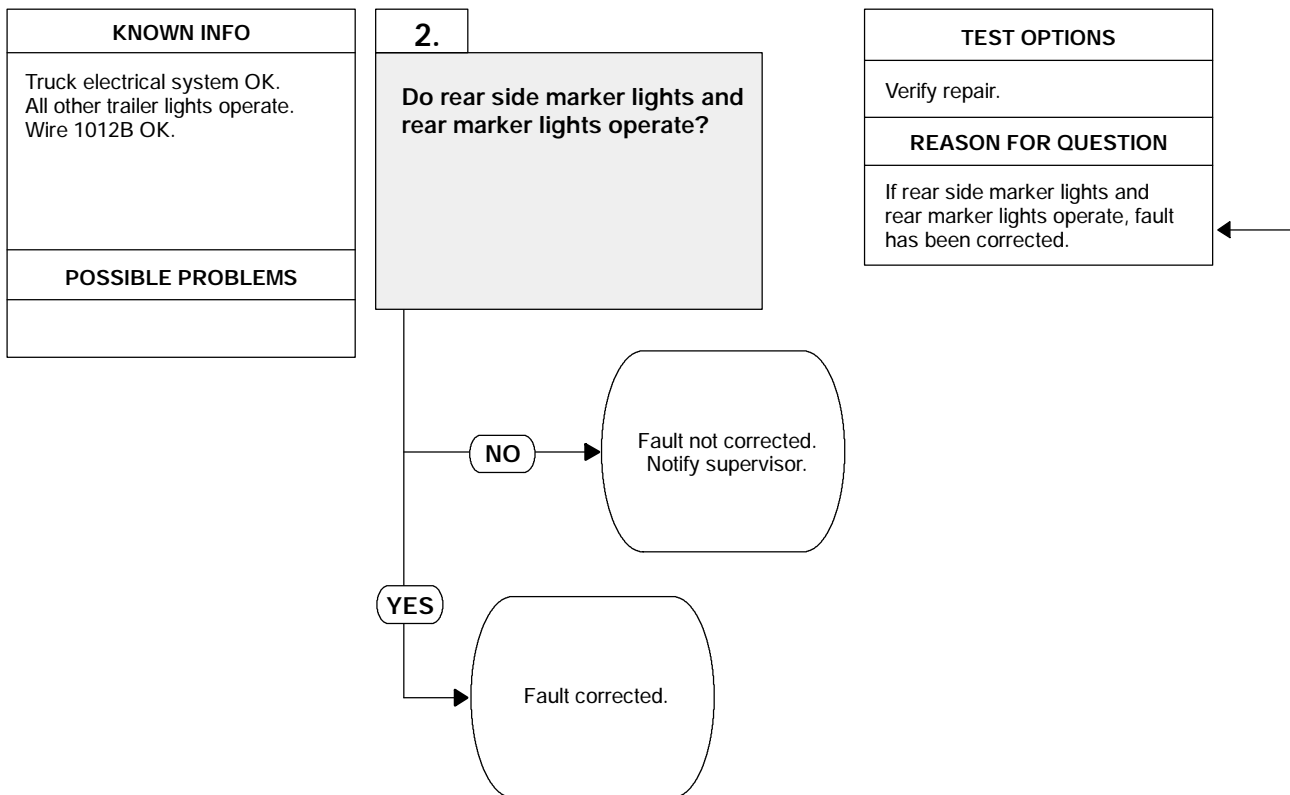 KNOWN INFO
Truck electrical system OK.
All other trailer lights operate.
Wire 1012B OK.
POSSIBLE PROBLEMS
2.
Do rear side marker lights and
rear marker lights operate?
TEST OPTIONS
Verify repair.
REASON FOR QUESTION
If rear side marker lights and
rear marker lights operate, fault
has been corrected.
NO
Fault not corrected.
Notify supervisor.
YES
Fault corrected.